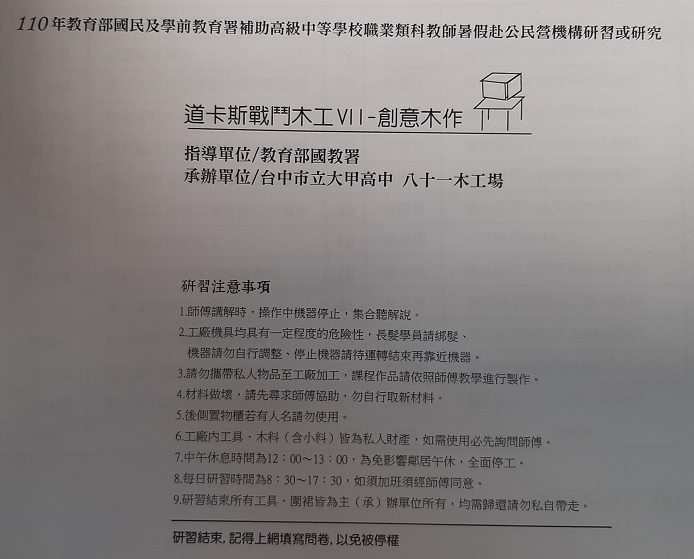 110年教育部國民及學前教育署補助高級中等學校職業類科教師暑假赴公民營機構研習或研究
道卡斯戰鬥木工VII-創意木作
指導單位/教育部國教署
承辦單位/台中市立大甲高中 八十一木工場
研習注意事項
1.師傅講解時，操作中機器停止，集合聽解說。
2.工廠機具均具有一定程度的危險性，長髮學員請綁髮、
機器請勿自行調整、停止機器請待運轉結束再靠近機器。
3.請勿攜帶私人物品至工廠加工，課程作品請依照師傅教學進行製作。
4.材料做壞，請先尋求師傅協助，勿自行取新材料。
5.後側置物櫃若有人名請勿使用。
6.工廠內工具、木料（含小料）皆為私人財產，如需使用必先詢問師傅。
7.中午休息時間為12：00~13：00，為免影響鄰居午休，全面停工。
8.每日研習時間為8：30~17：30，如須加班須經師傅同意。
9.研習結束所有工具、圍裙皆為主（承）辦單位所有，均需歸還請勿私自帶走。
研習結束, 記得上網填寫問卷, 以免被停權